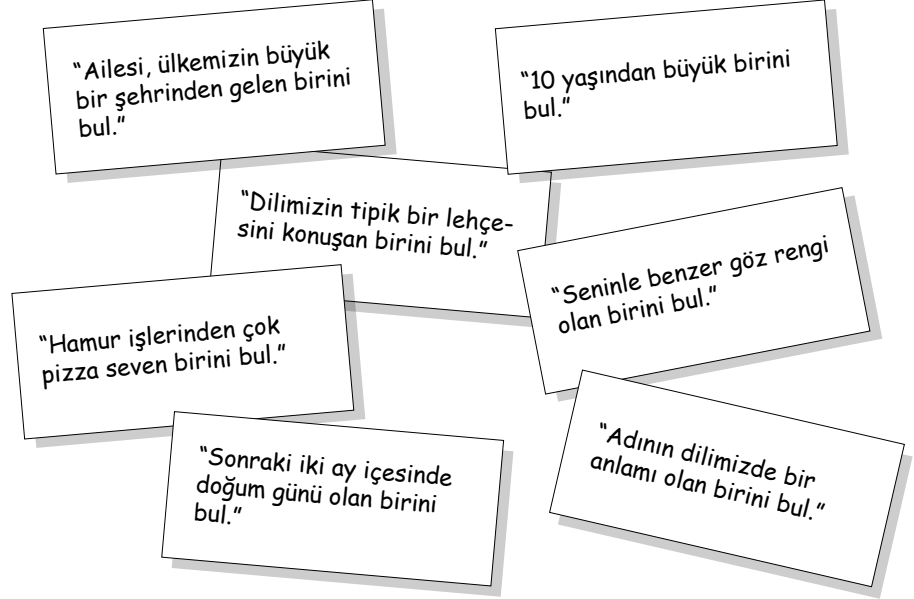 “Ailesi, ülkemizin büyük
bir şehrinden gelen birini
bul.”
“10 yaşından büyük birini
bul.”
“Dilimizin tipik bir lehçe-
sini konuşan birini bul.”
“Seninle benzer göz rengi
olan birini bul.”
“Hamur işlerinden çok
pizza seven birini bul.”
“Sonraki iki ay içesinde
doğum günü olan birini
bul.”
“Adının dilimizde bir
anlamı olan birini bul.”